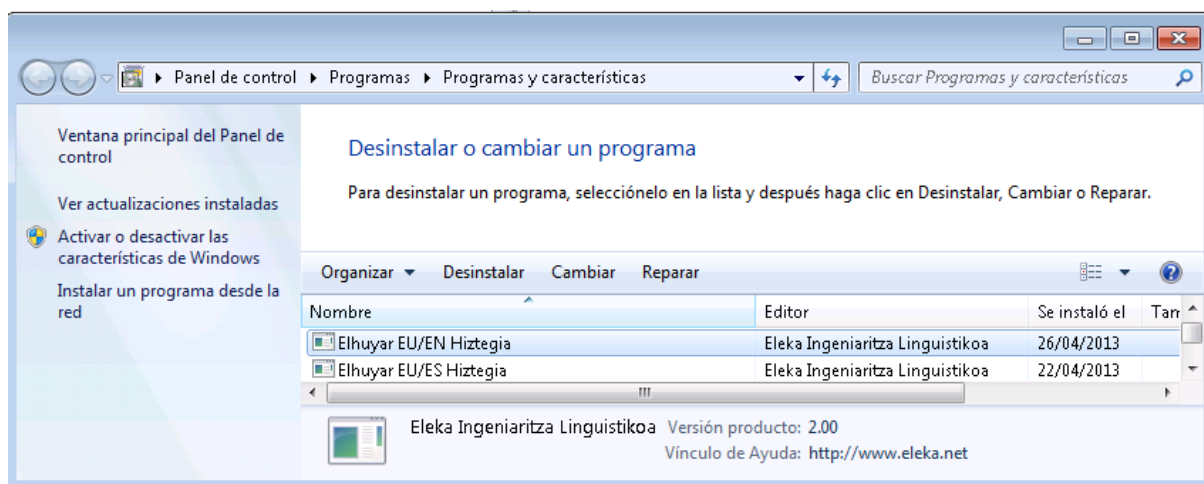 Panel de control Programas Programas y características
Buscar Programas y características
Ventana principal del Panel de
control
Ver actualizaciones instaladas
Activar o desactivar las
características de Windows
Instalar un programa desde la
red
Desinstalar o cambiar un programa
Para desinstalar un programa, selecciónelo en la lista y después haga clic en Desinstalar, Cambiar o Reparar.
Organizar Desinstalar Cambiar Reparar
Nombre Editor Se instaló el Tam
Elhuyar EU/EN Hiztegia Eleka Ingeniaritza Linguistikoa 26/04/2013
Elhuyar EU/ES Hiztegia Eleka Ingeniaritza Linguistikoa 22/04/2013
Eleka Ingeniaritza Linguistikoa Versión producto: 2.00
Vínculo de Ayuda: http://www.eleka.net